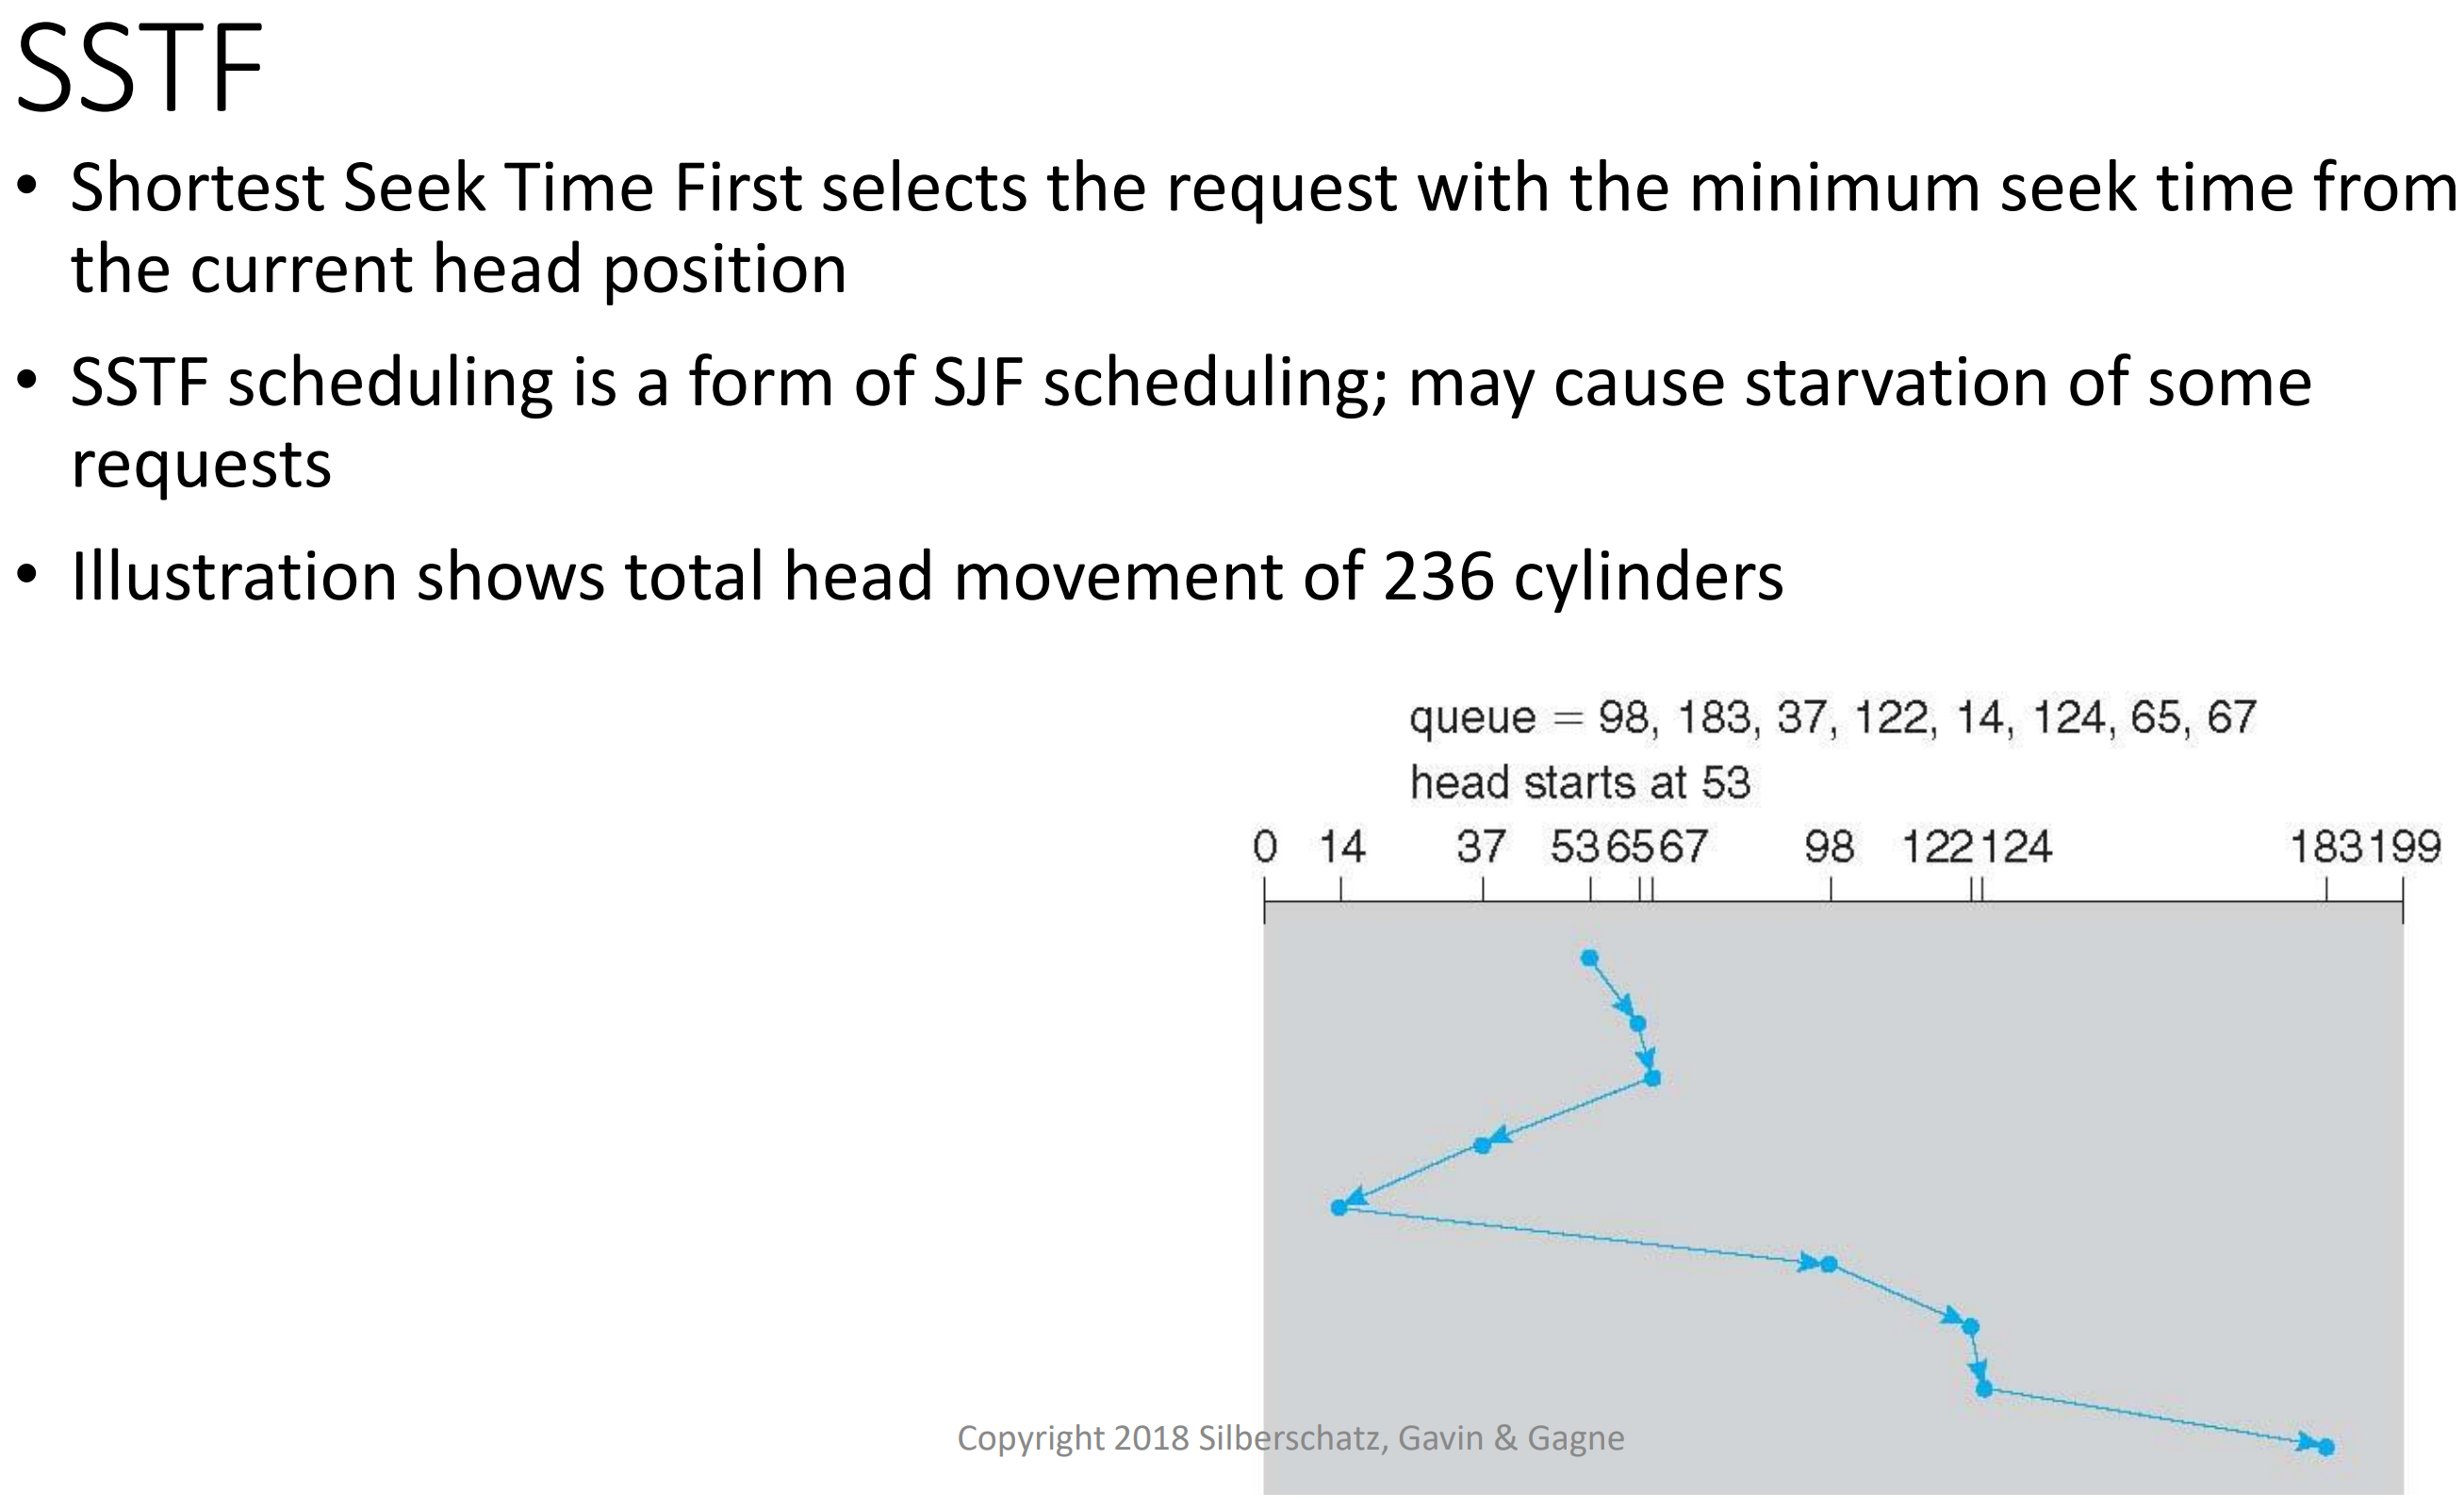 SSTF
• Shortest Seek Time First selects the request with the minimum seek time from
the current head position
• SSTF scheduling is a form of SJF scheduling; may cause starvation of some
requests
• Illustration shows total head movement of 236 cylinders
queue = 98, 183, 37, 122, 14, 124, 65, 67
head starts at 53
0 14 37 53 65 67 98 122 124 183 199
Copyright 2018 Silberschatz, Gavin & Gagne